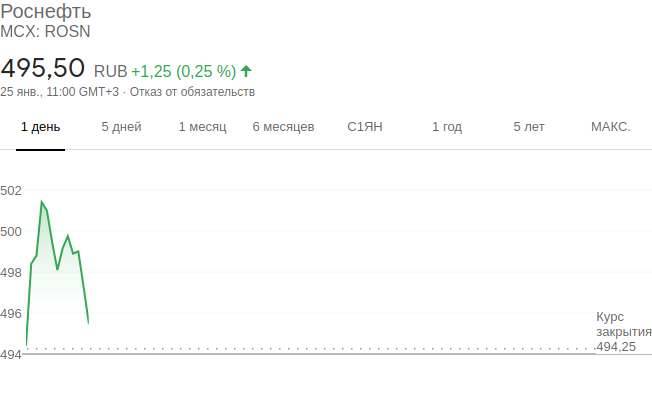 Роснефть
MCX: ROSN
495,50 RUB +1,25 (0,25 %)
25 янв., 11:00 GMT+3 · Отказ от обязательств
1 день 5 дней 1 месяц 6 месяцев С1ЯН 1 год 5 лет МАКС.
502
500
498
496
494
Курс
закрытия
494,25